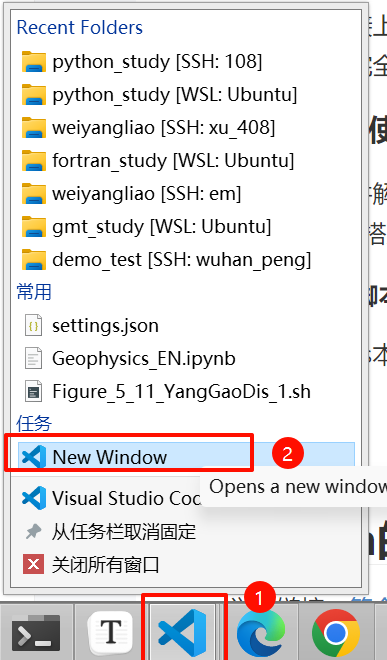 Recent Folders
python_study [SSH: 108]
python_study [WSL: Ubuntu]
weiyangliao [SSH: xu_408]
fortran_study [WSL: Ubuntu]
weiyangliao [SSH: em]
gmt_study [WSL: Ubuntu]
demo_test [SSH: wuhan_peng]
常用
settings.json
Geophysics_EN.ipynb
Figure_5_11_YangGaoDis_1.sh
任务
New Window
2
Opens a new window
Visual Studio Cod
从任务栏取消固定
关闭所有窗口
1
T